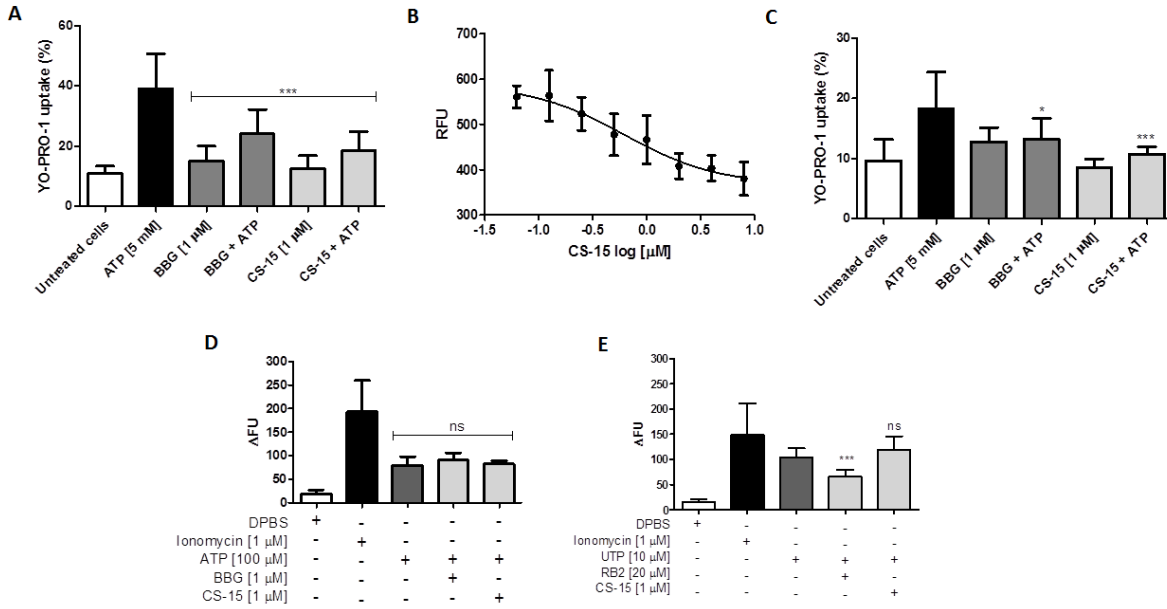 A
YO-PRO-1 uptake (%)
60
40
20
0
***
Untreated cells
ATP [5 mM]
BBG [1 µM]
BBG + ATP
CS-15 [1 µM]
CS-15 + ATP
B
RFU
700
600
500
400
300
-1.5
-1.0
-0.5
0.0
0.5
1.0
CS-15 log [µM]
C
YO-PRO-1 uptake (%)
30
20
10
0
*
***
Untreated cells
ATP [5 mM]
BBG [1 µM]
BBG + ATP
CS-15 [1 µM]
CS-15 + ATP
D
ΔFU
300
250
200
150
100
50
0
ns
DPBS + - - - -
Ionomycin [1 µM] - + - - -
ATP [100 µM] - - + + +
BBG [1 µM] - - - + -
CS-15 [1 µM] - - - - +
E
ΔFU
300
250
200
150
100
50
0
***
ns
DPBS + - - - -
Ionomycin [1 µM] - + - - -
UTP [10 µM] - - + + +
RB2 [20 µM] - - - + -
CS-15 [1 µM] - - - - +